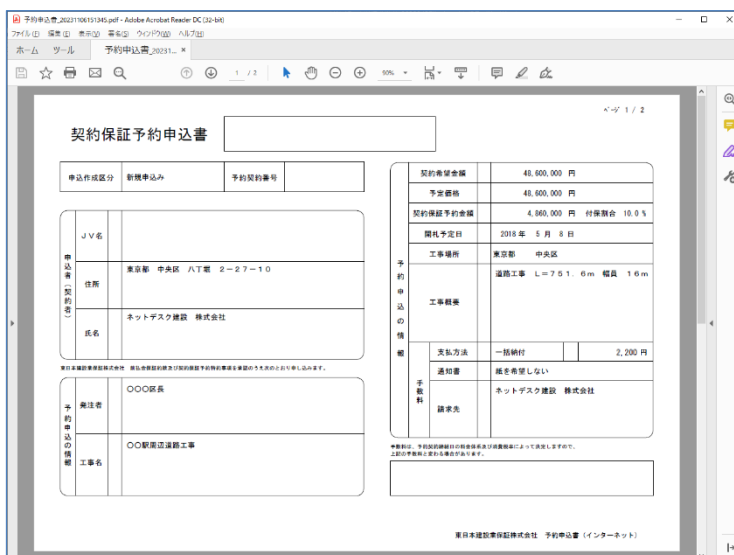 予約申込書_20231106151345.pdf - Adobe Acrobat Reader DC (32-bit)
ファイル(F) 編集(E) 表示(V) 署名(S) ウィンドウ(W) ヘルプ(H)
ホーム ツール 予約申込書_20231... ×
1 / 2 90%
ページ 1 / 2
契約保証予約申込書
申込作成区分 新規申込み 予約契約番号
申込者(契約者)
JV名
住所 東京都 中央区 八丁堀 2-27-10
氏名 ネットデスク建設 株式会社
東日本建設業保証株式会社 前払金保証約款及び契約保証予約特約事項を承認のうえ次のとおり申し込みます。
予約申込の情報
発注者 〇〇〇区長
工事名 〇〇駅周辺道路工事
予約申込の情報
契約希望金額 48,600,000 円
予定価格 48,600,000 円
契約保証予約金額 4,860,000 円 付保割合 10.0 %
開札予定日 2018 年 5 月 8 日
工事場所 東京都 中央区
工事概要 道路工事 L=751.6m 幅員 16m
手数料
支払方法 一括納付 2,200 円
通知書 紙を希望しない
請求先 ネットデスク建設 株式会社
手数料は、予約契約締結日の料金体系及び消費税率によって決定しますので、
上記の手数料と変わる場合があります。
東日本建設業保証株式会社 予約申込書(インターネット)